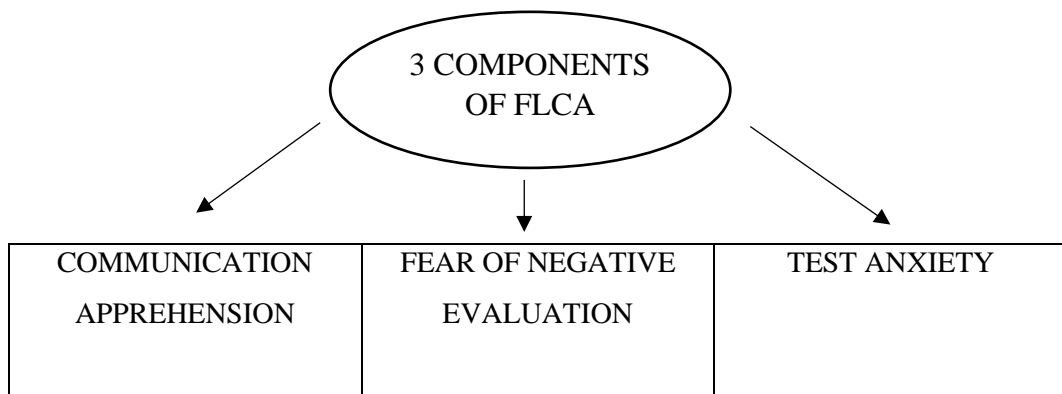 3 COMPONENTS
OF FLCA
COMMUNICATION
APPREHENSION
FEAR OF NEGATIVE
EVALUATION
TEST ANXIETY